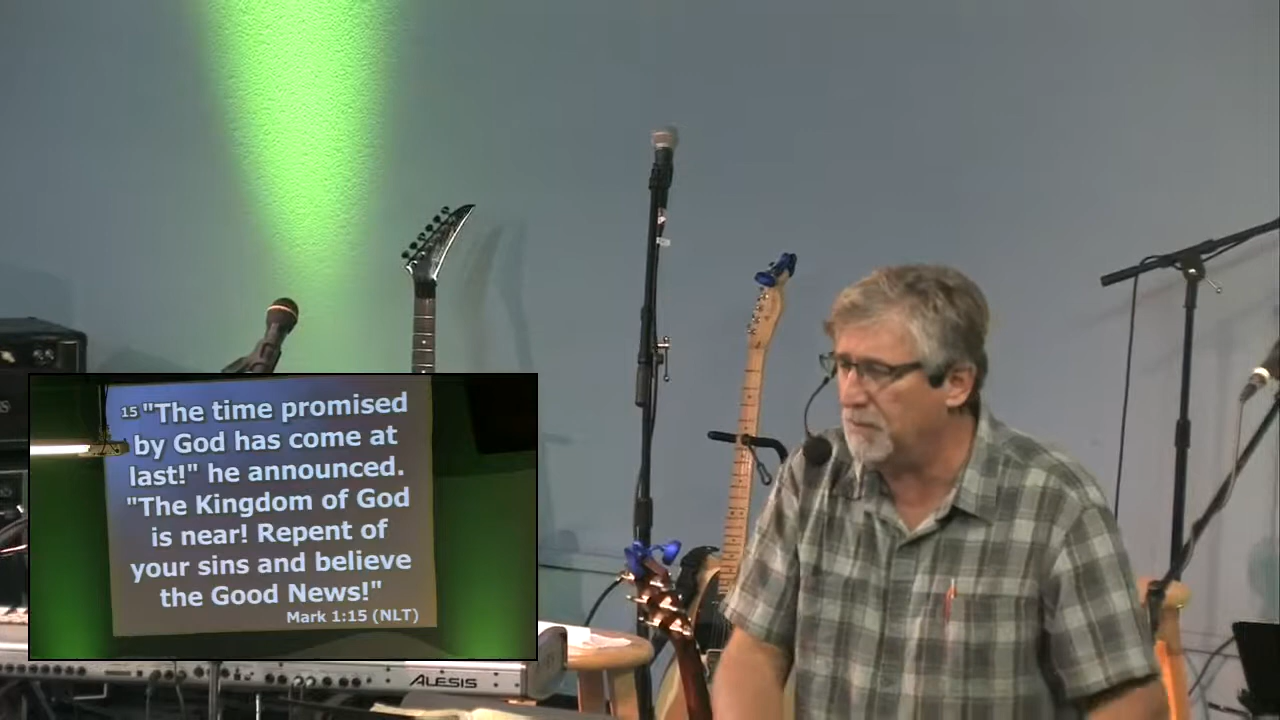 15 "The time promised
by God has come at
last!" he announced.
"The Kingdom of God
is near! Repent of
your sins and believe
the Good News!"
Mark 1:15 (NLT)
ALESIS